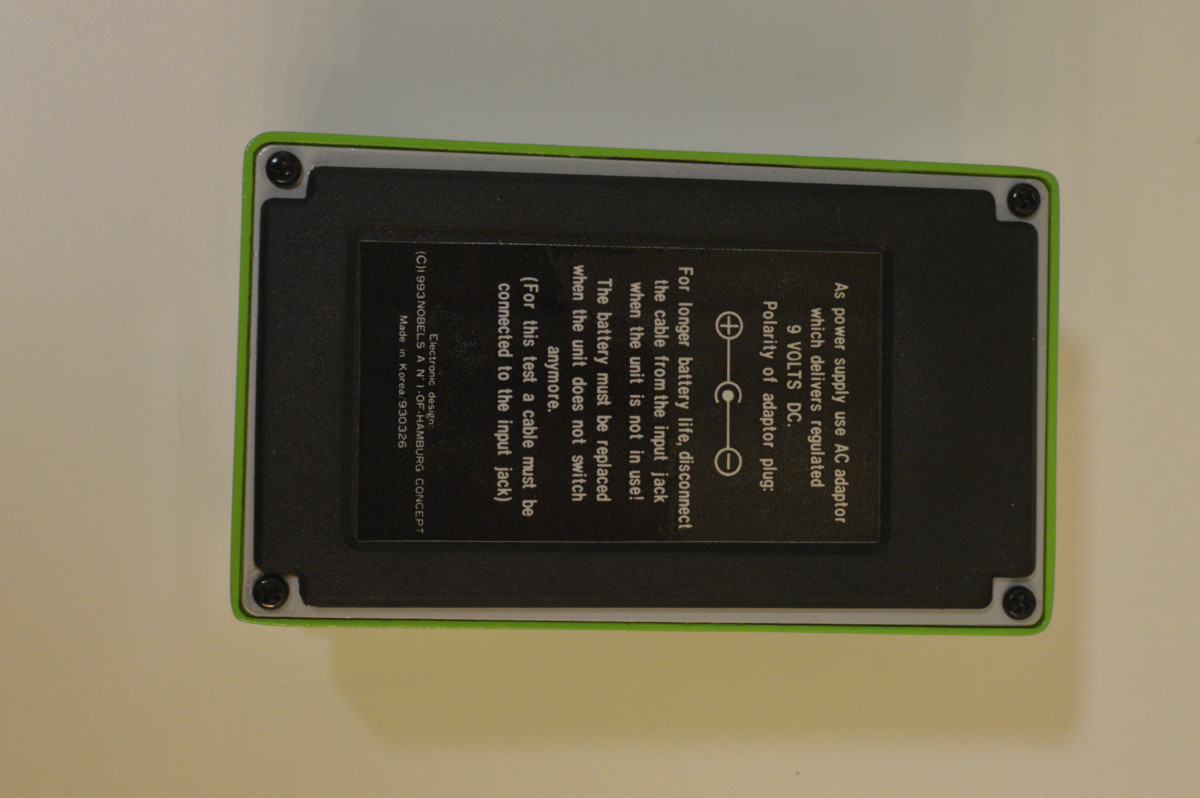 As power supply use AC adaptor
which delivers regulated
9 VOLTS DC.
Polarity of adaptor plug:
+ −
For longer battery life, disconnect
the cable from the input jack
when the unit is not in use!
The battery must be replaced
when the unit does not switch
anymore.
(For this test a cable must be
connected to the input jack)
Electronic design:
(C)1993 NOBELS A N°1-OF-HAMBURG CONCEPT
Made in Korea/930326